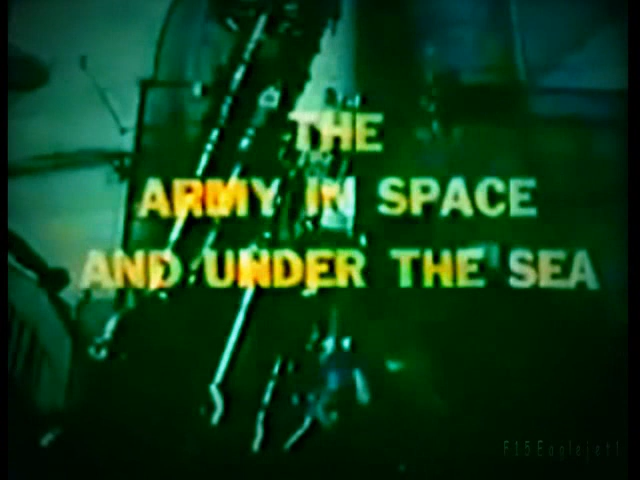 THE
ARMY IN SPACE
AND UNDER THE SEA
F15Eaglejet1